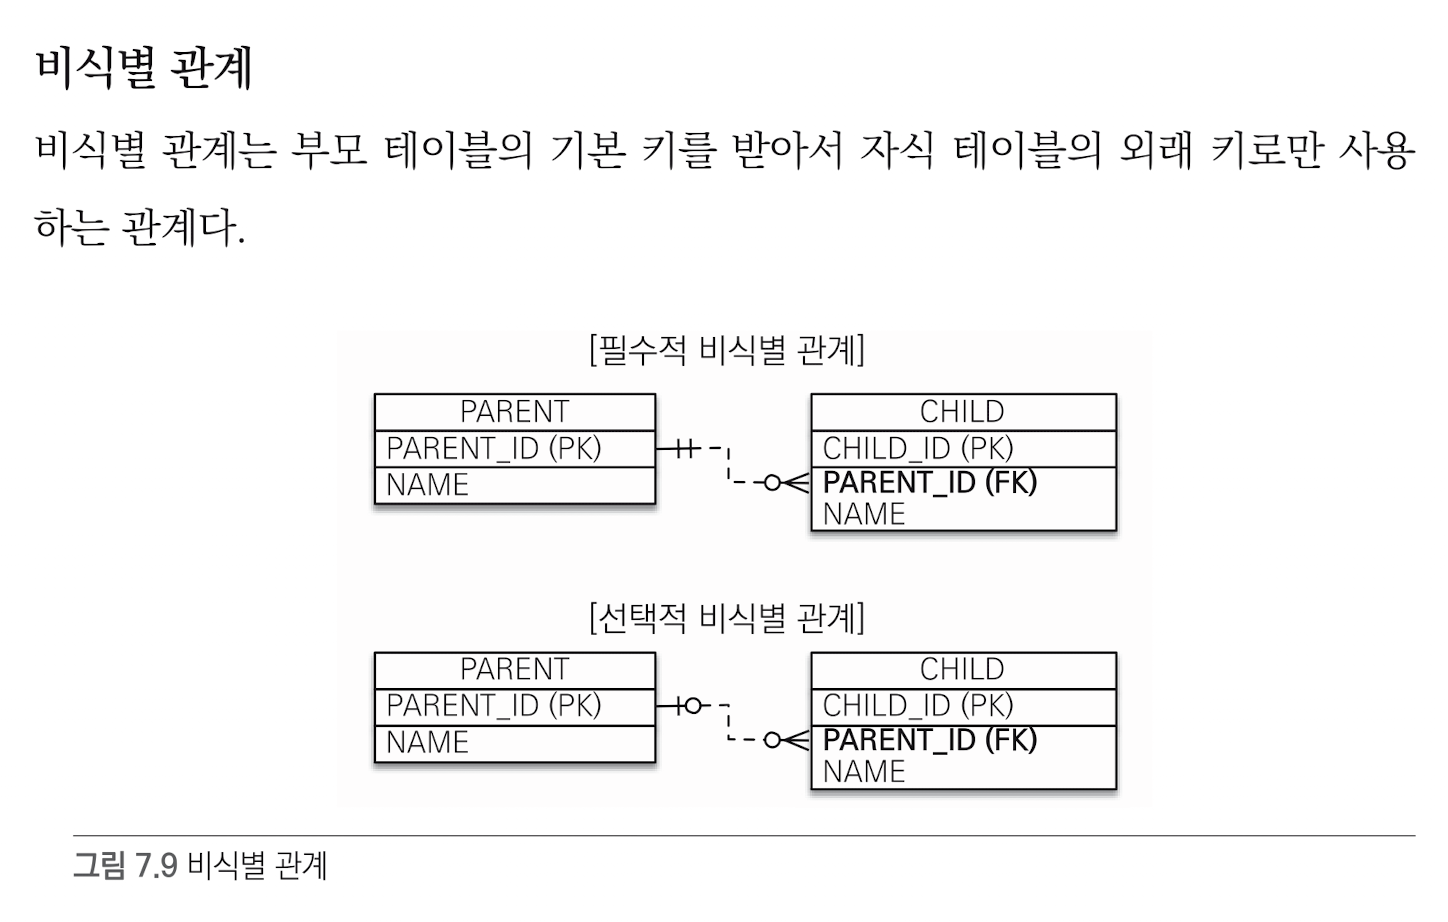 비식별 관계
비식별 관계는 부모 테이블의 기본 키를 받아서 자식 테이블의 외래 키로만 사용
하는 관계다.
[필수적 비식별 관계]
PARENT
PARENT_ID (PK)
NAME
CHILD
CHILD_ID (PK)
PARENT_ID (FK)
NAME
[선택적 비식별 관계]
PARENT
PARENT_ID (PK)
NAME
CHILD
CHILD_ID (PK)
PARENT_ID (FK)
NAME
그림 7.9 비식별 관계